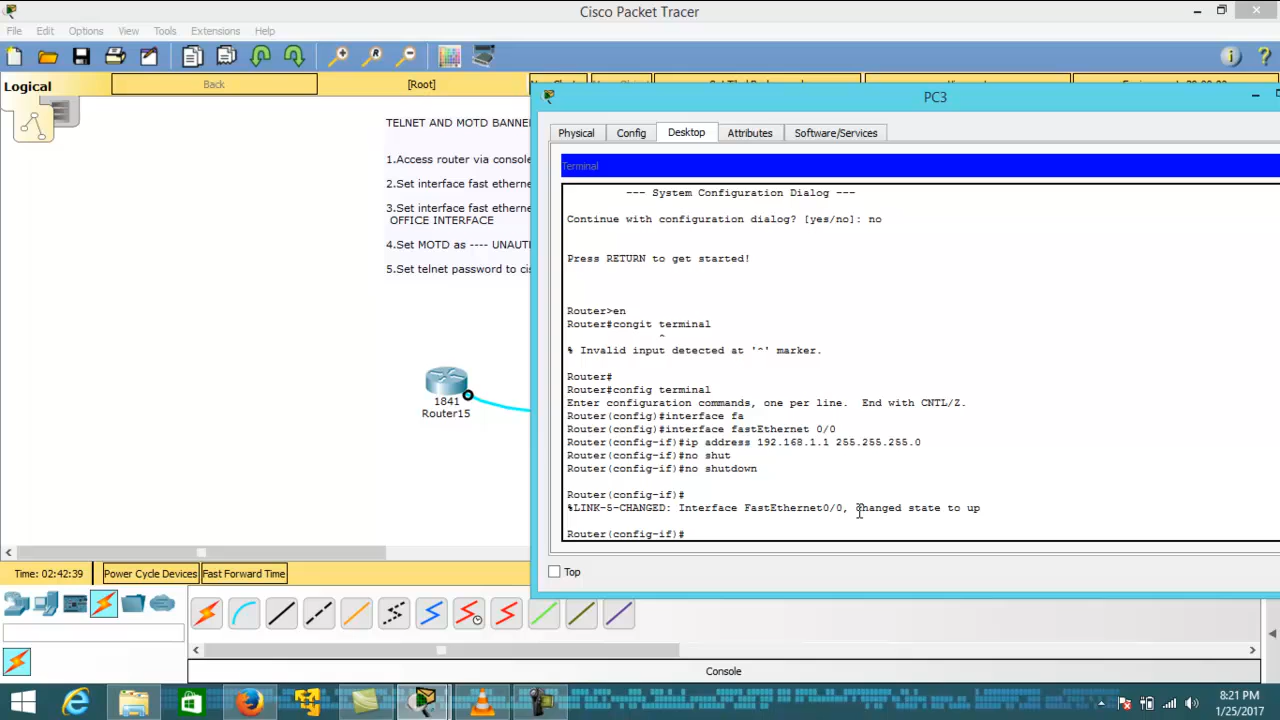 Cisco Packet Tracer
File Edit Options View Tools Extensions Help
Logical
Back
[Root]
TELNET AND MOTD BANNE
1.Access router via console
2.Set interface fast etherne
3.Set interface fast etherne
OFFICE INTERFACE
4.Set MOTD as ---- UNAUT
5.Set telnet password to cis
1841
Router15
PC3
Physical Config Desktop Attributes Software/Services
Terminal
--- System Configuration Dialog ---
Continue with configuration dialog? [yes/no]: no
Press RETURN to get started!
Router>en
Router#congit terminal
^
% Invalid input detected at '^' marker.
Router#
Router#config terminal
Enter configuration commands, one per line.  End with CNTL/Z.
Router(config)#interface fa
Router(config)#interface fastEthernet 0/0
Router(config-if)#ip address 192.168.1.1 255.255.255.0
Router(config-if)#no shut
Router(config-if)#no shutdown
Router(config-if)#
%LINK-5-CHANGED: Interface FastEthernet0/0, changed state to up
Router(config-if)#
Top
Time: 02:42:39
Power Cycle Devices Fast Forward Time
Console
8:21 PM
1/25/2017